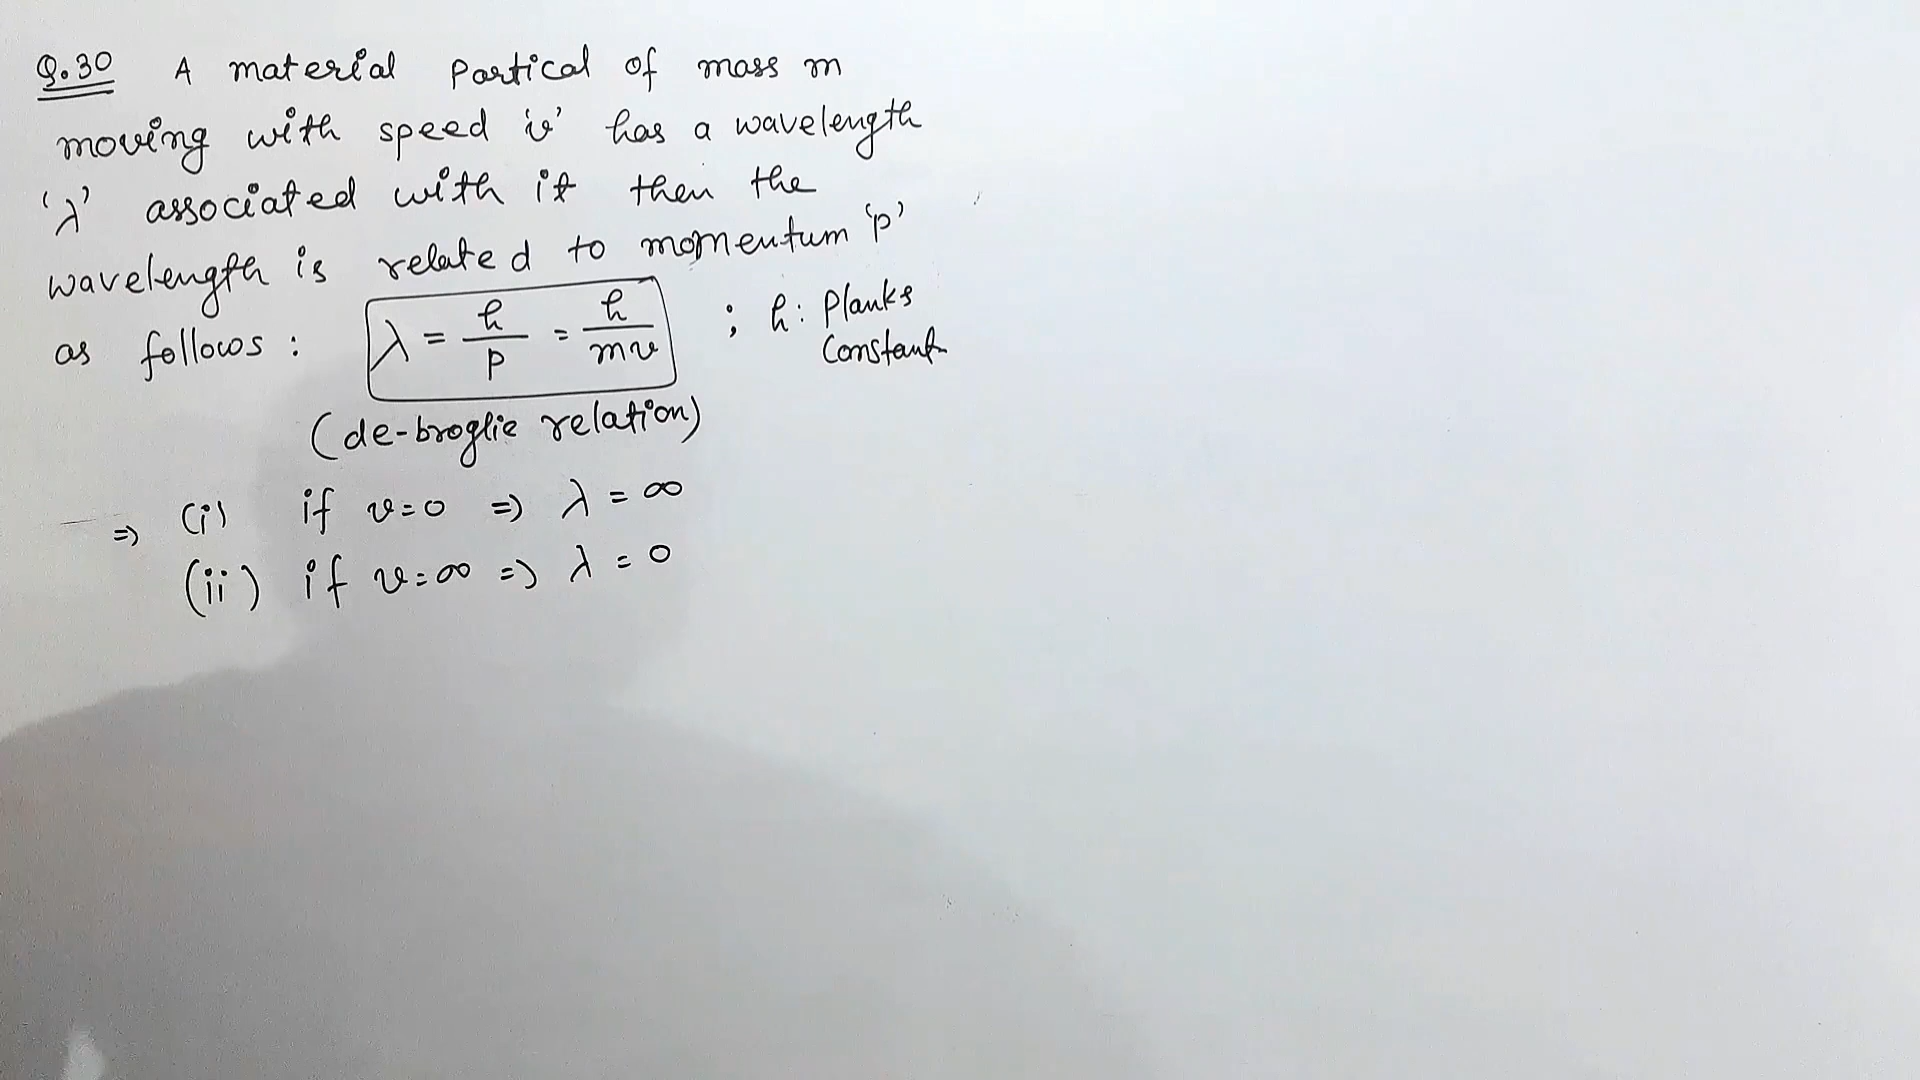 Q.30 A material Partical of mass m
moving with speed 'v' has a wavelength
'λ' associated with it then the
wavelength is related to momentum 'p'
as follows : λ = h/p = h/mv ; h: Planks Constant
(de-broglie relation)
⇒ (i) if v=0 ⇒ λ = ∞
(ii) if v=∞ ⇒ λ = 0